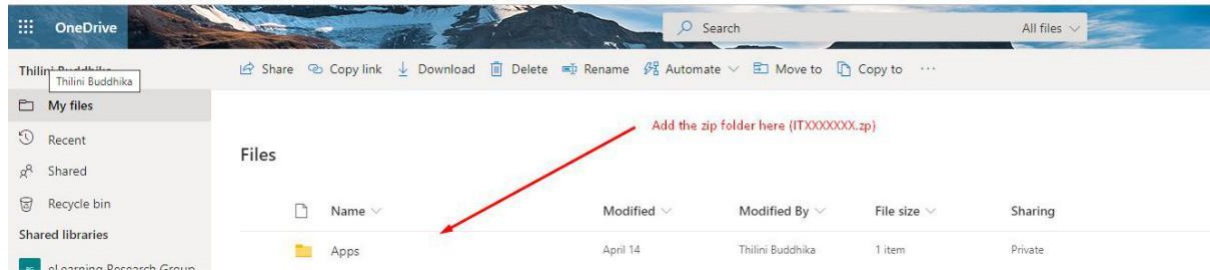 OneDrive
Search
All files
Thilini Buddhika
Share Copy link Download Delete Rename Automate Move to Copy to ...
Thilini Buddhika
My files
Add the zip folder here (ITXXXXXXX.zp)
Recent
Files
Shared
Recycle bin
Name Modified Modified By File size Sharing
Shared libraries
Apps April 14 Thilini Buddhika 1 item Private
eLearning Research Group